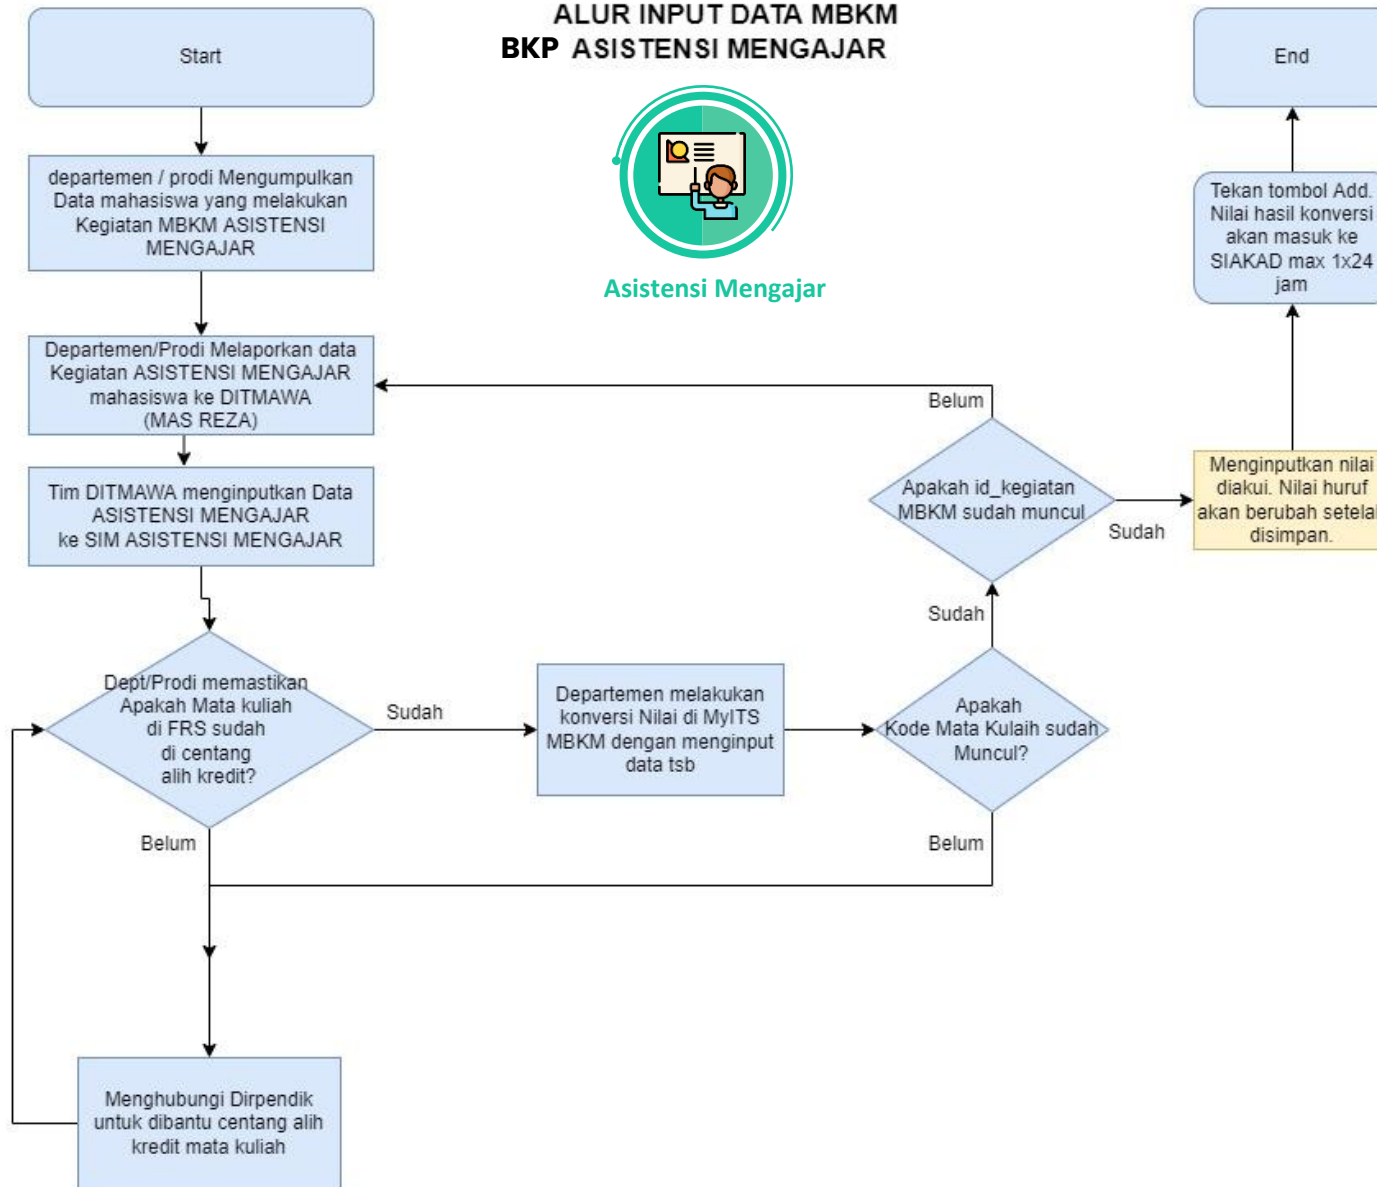 ALUR INPUT DATA MBKM
BKP ASISTENSI MENGAJAR
Asistensi Mengajar
Start
departemen / prodi Mengumpulkan
Data mahasiswa yang melakukan
Kegiatan MBKM ASISTENSI
MENGAJAR
Departemen/Prodi Melaporkan data
Kegiatan ASISTENSI MENGAJAR
mahasiswa ke DITMAWA
(MAS REZA)
Tim DITMAWA menginputkan Data
ASISTENSI MENGAJAR
ke SIM ASISTENSI MENGAJAR
Dept/Prodi memastikan
Apakah Mata kuliah
di FRS sudah
di centang
alih kredit?
Sudah
Belum
Menghubungi Dirpendik
untuk dibantu centang alih
kredit mata kuliah
Departemen melakukan
konversi Nilai di MyITS
MBKM dengan menginput
data tsb
Apakah
Kode Mata Kulaih sudah
Muncul?
Belum
Sudah
Apakah id_kegiatan
MBKM sudah muncul
Belum
Sudah
Menginputkan nilai
diakui. Nilai huruf
akan berubah setelah
disimpan.
Tekan tombol Add.
Nilai hasil konversi
akan masuk ke
SIAKAD max 1x24
jam
End